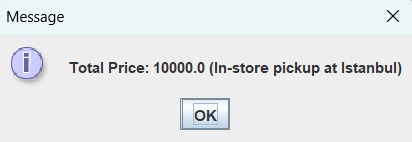 Message
Total Price: 10000.0 (In-store pickup at Istanbul)
OK